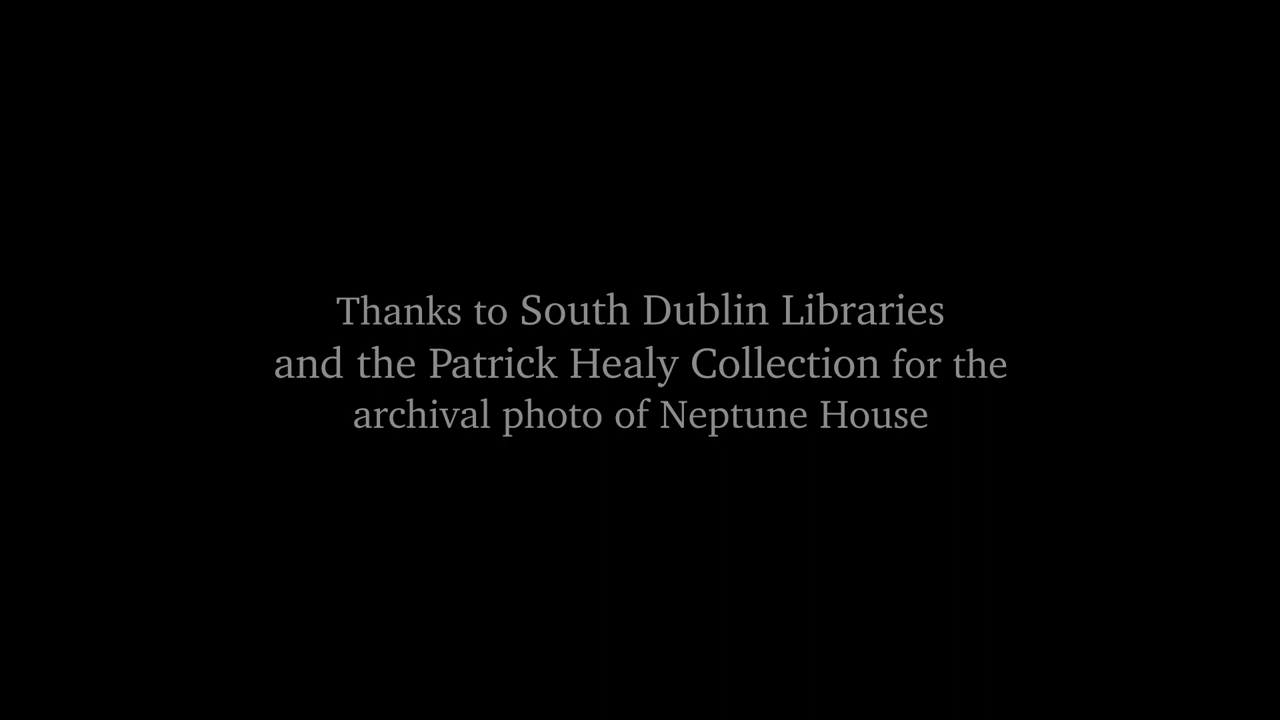 Thanks to South Dublin Libraries
and the Patrick Healy Collection for the
archival photo of Neptune House